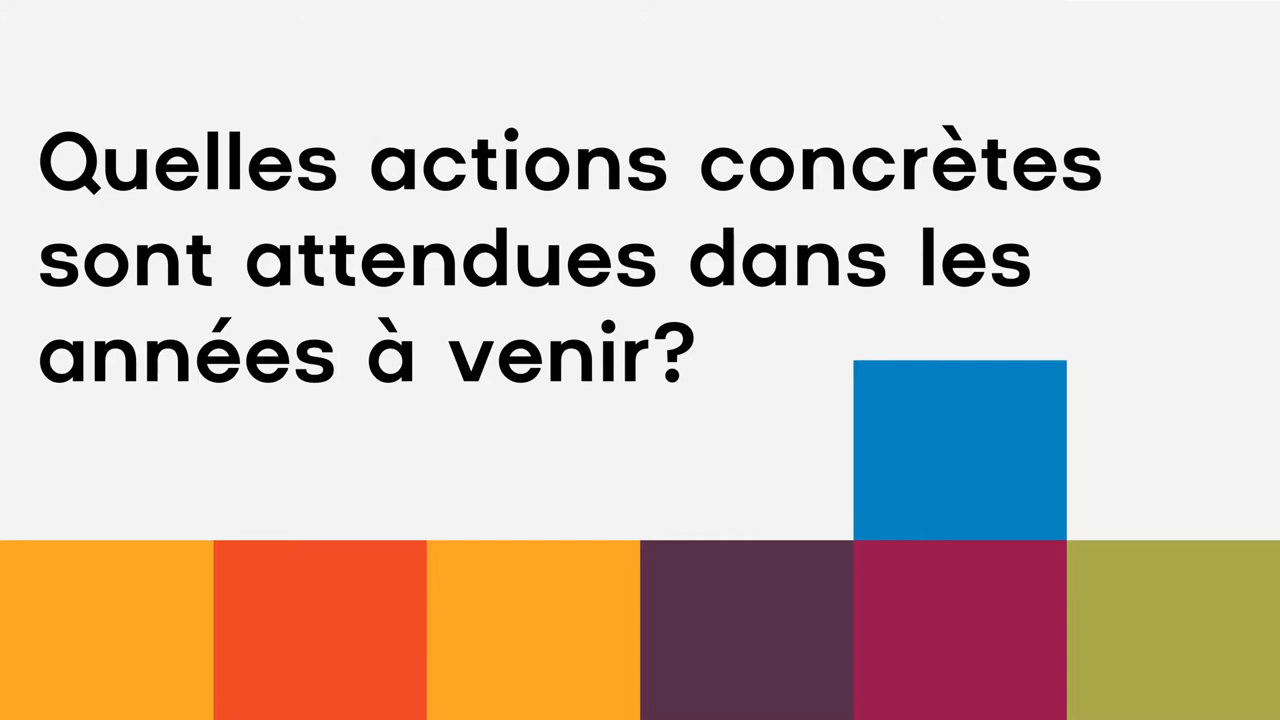 Quelles actions concrètes
sont attendues dans les
années à venir?